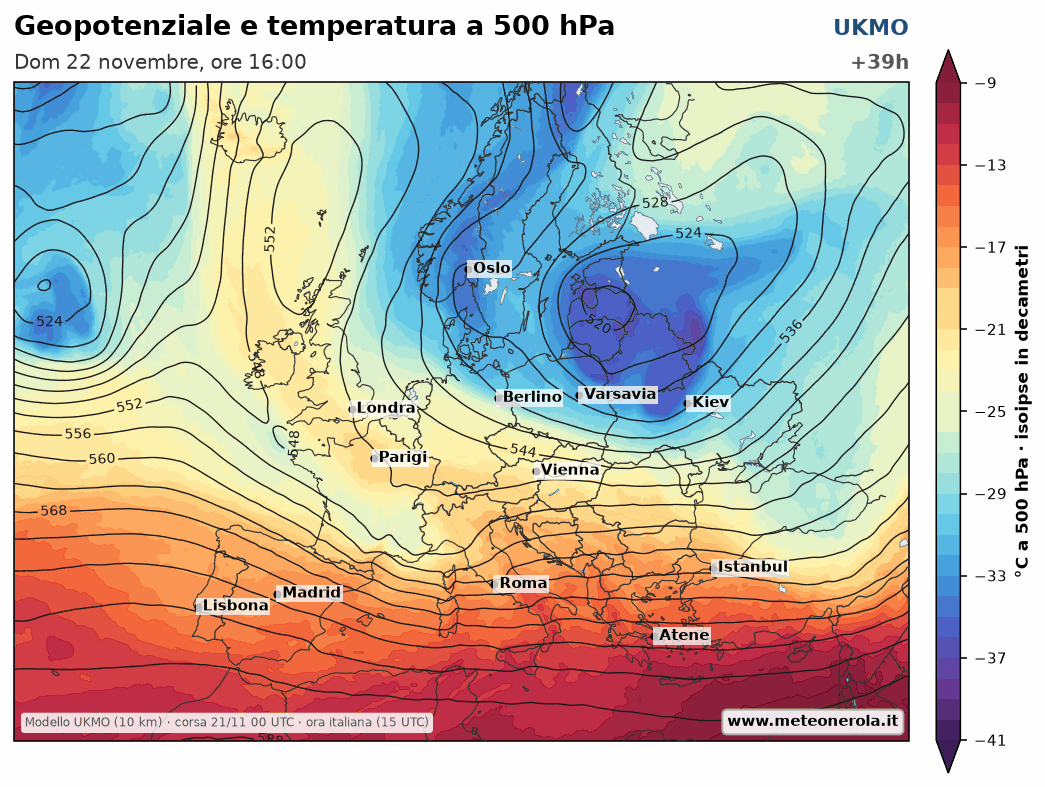 Geopotenziale e temperatura a 500 hPa
UKMO
Dom 22 novembre, ore 16:00
+39h
−9
−13
−17
−21
−25
−29
−33
−37
−41
°C a 500 hPa · isoipse in decametri
552
528
524
Oslo
524
520
536
552
Londra
Berlino
Varsavia
Kiev
556
548
544
560
Parigi
Vienna
568
Istanbul
Roma
Madrid
Lisbona
Atene
Modello UKMO (10 km) · corsa 21/11 00 UTC · ora italiana (15 UTC)
www.meteonerola.it